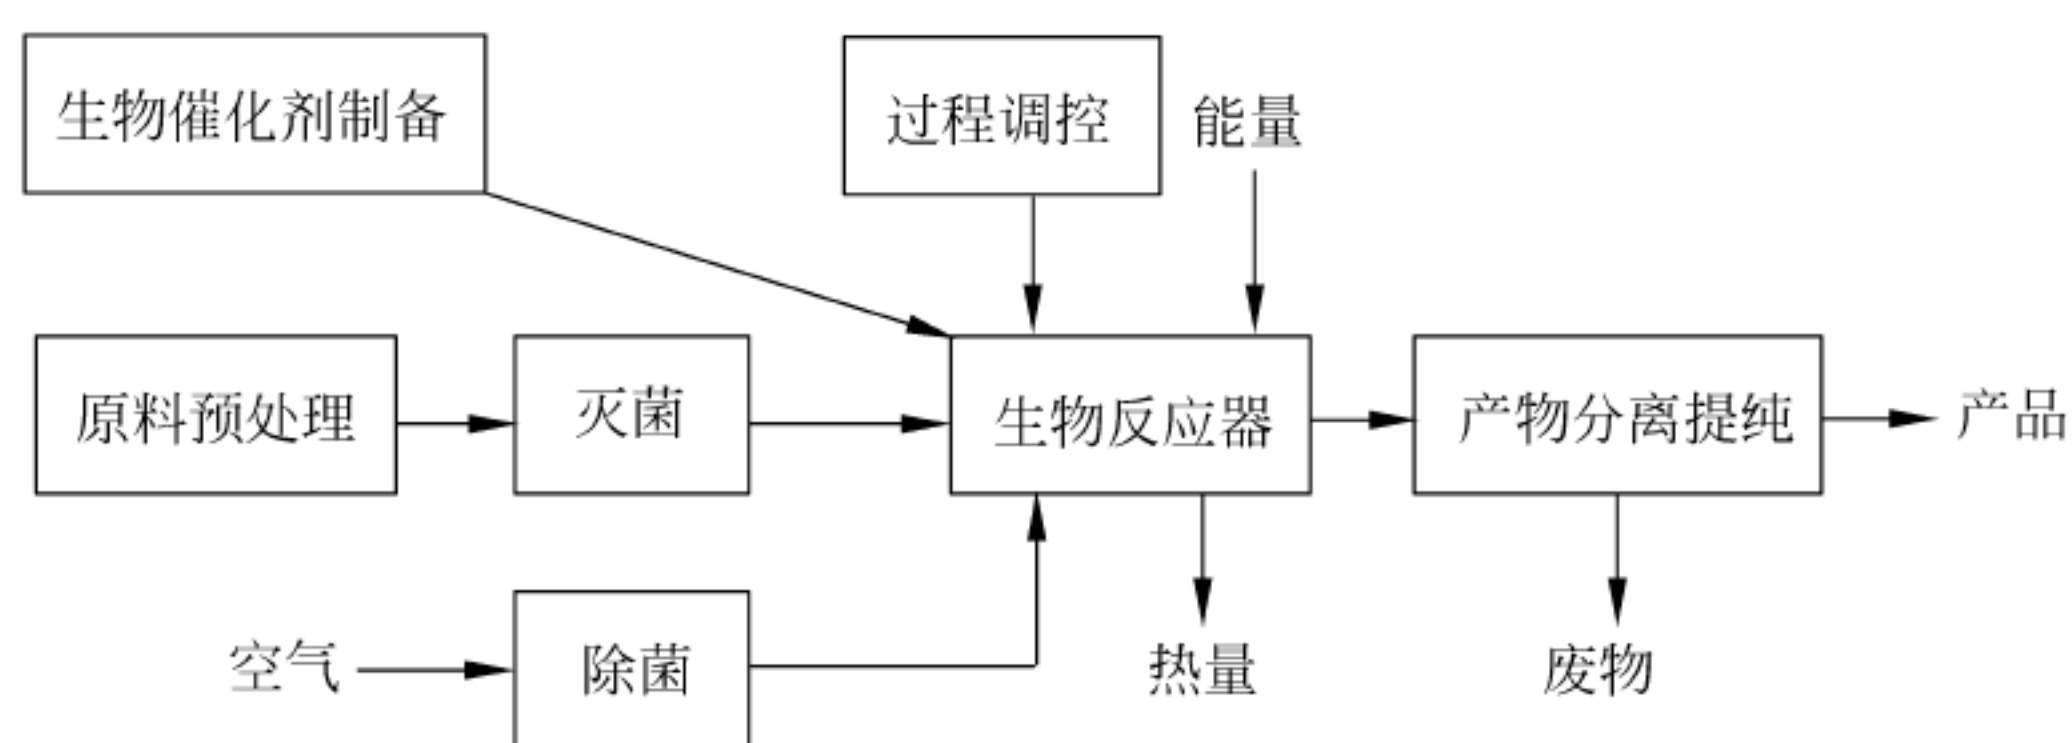 生物催化剂制备
过程调控
能量
原料预处理
灭菌
生物反应器
产物分离提纯
产品
空气
除菌
热量
废物